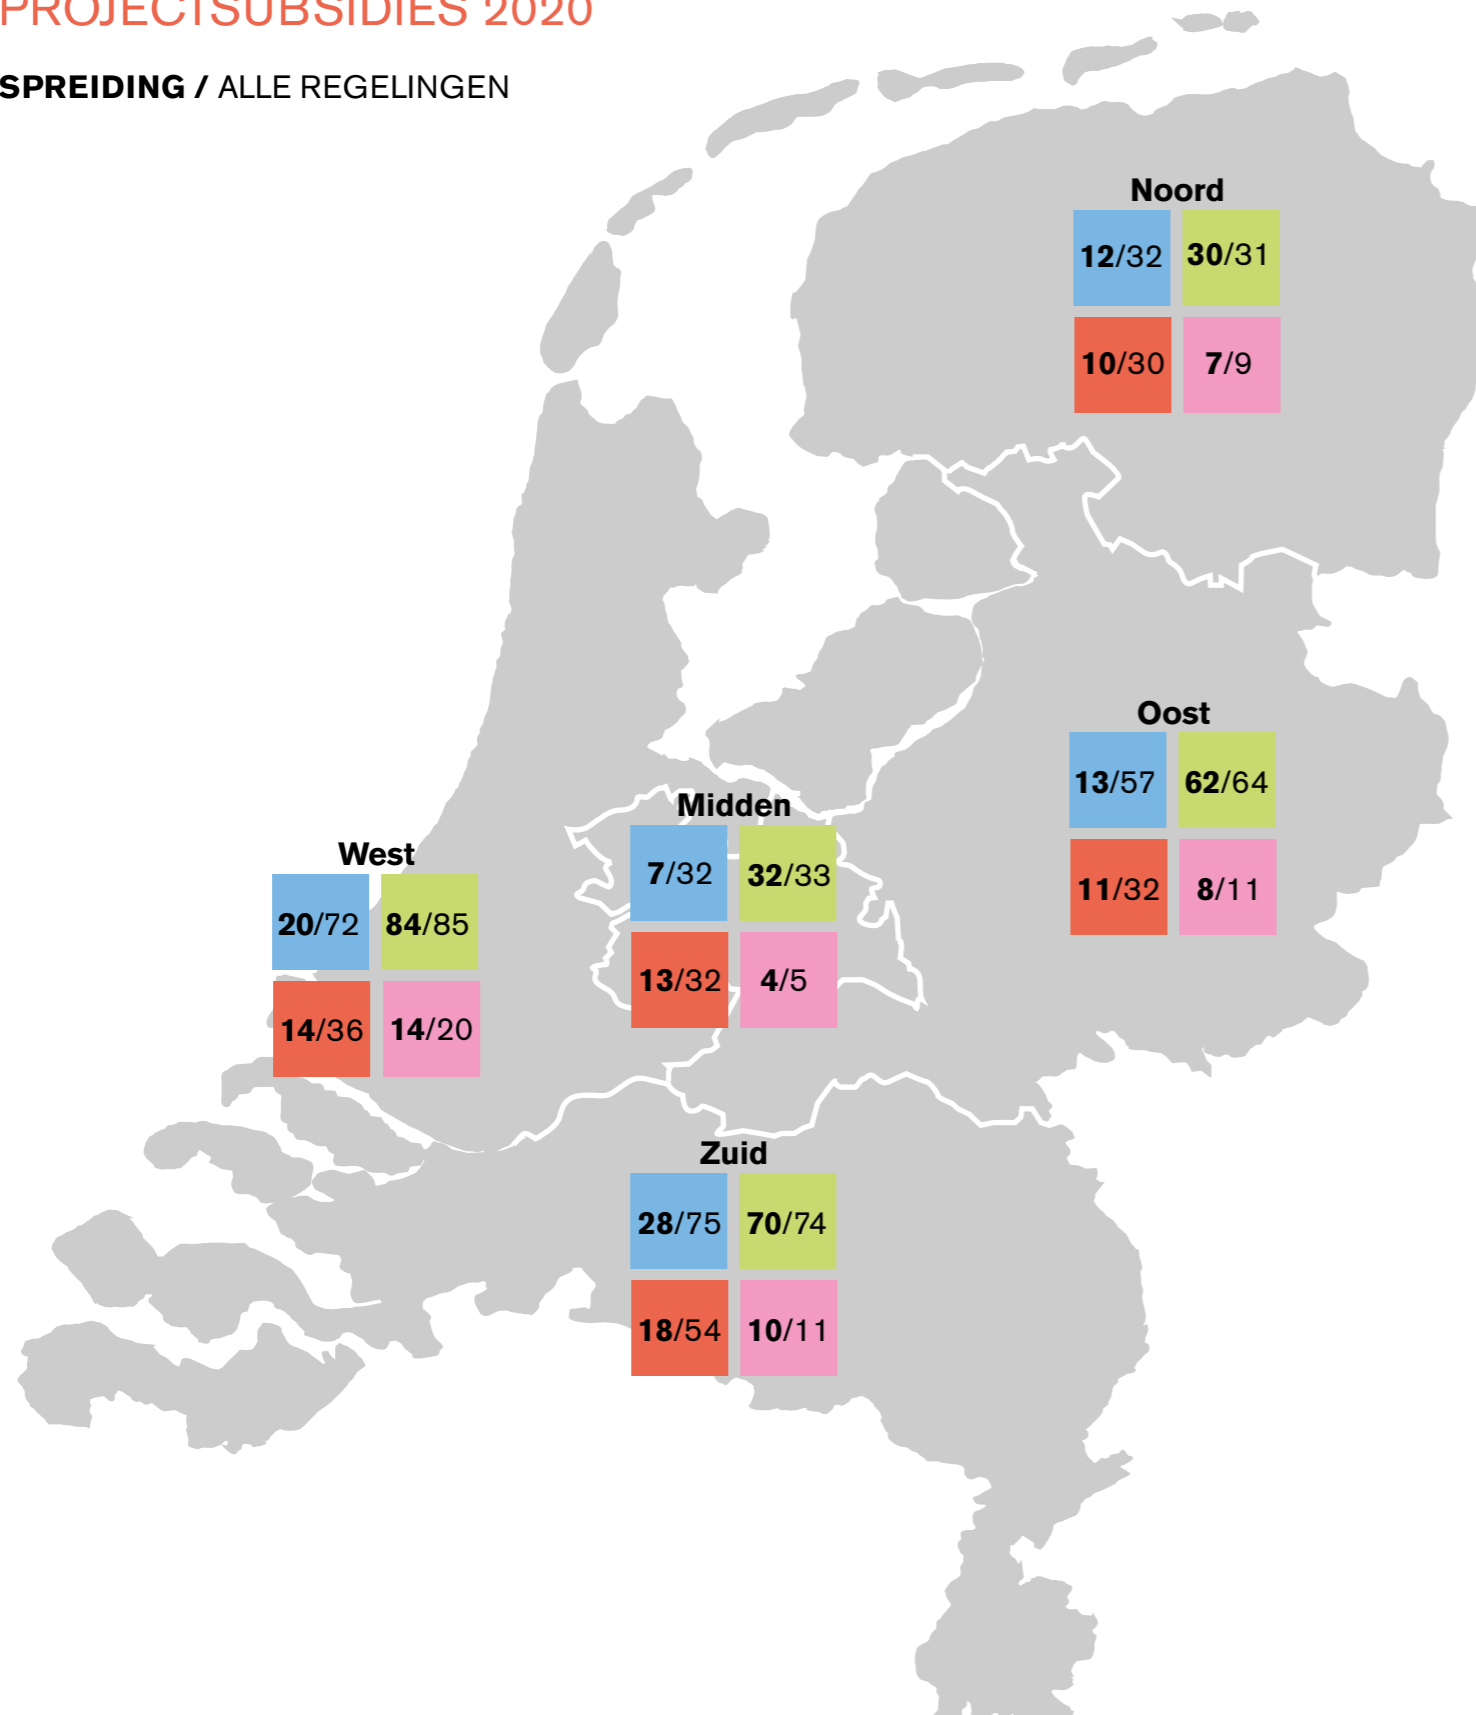 PROJECTSUBSIDIES 2020
SPREIDING / ALLE REGELINGEN
Noord
12/32 30/31
10/30 7/9
Oost
13/57 62/64
11/32 8/11
Midden
7/32 32/33
13/32 4/5
West
20/72 84/85
14/36 14/20
Zuid
28/75 70/74
18/54 10/11